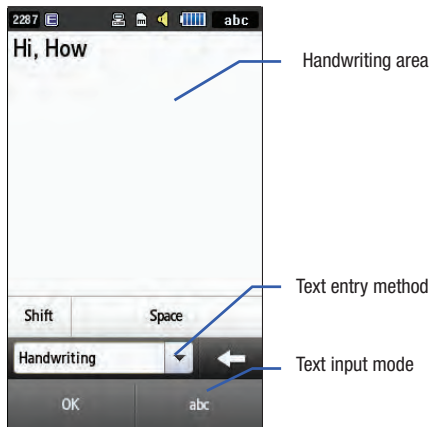 2287 E abc
Hi, How
Handwriting area
Text entry method
Shift Space
Handwriting
Text input mode
OK abc